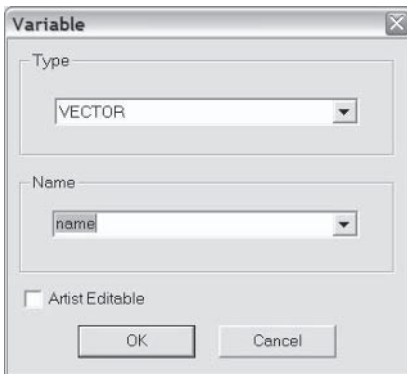 Variable
Type
VECTOR
Name
name
Artist Editable
OK
Cancel